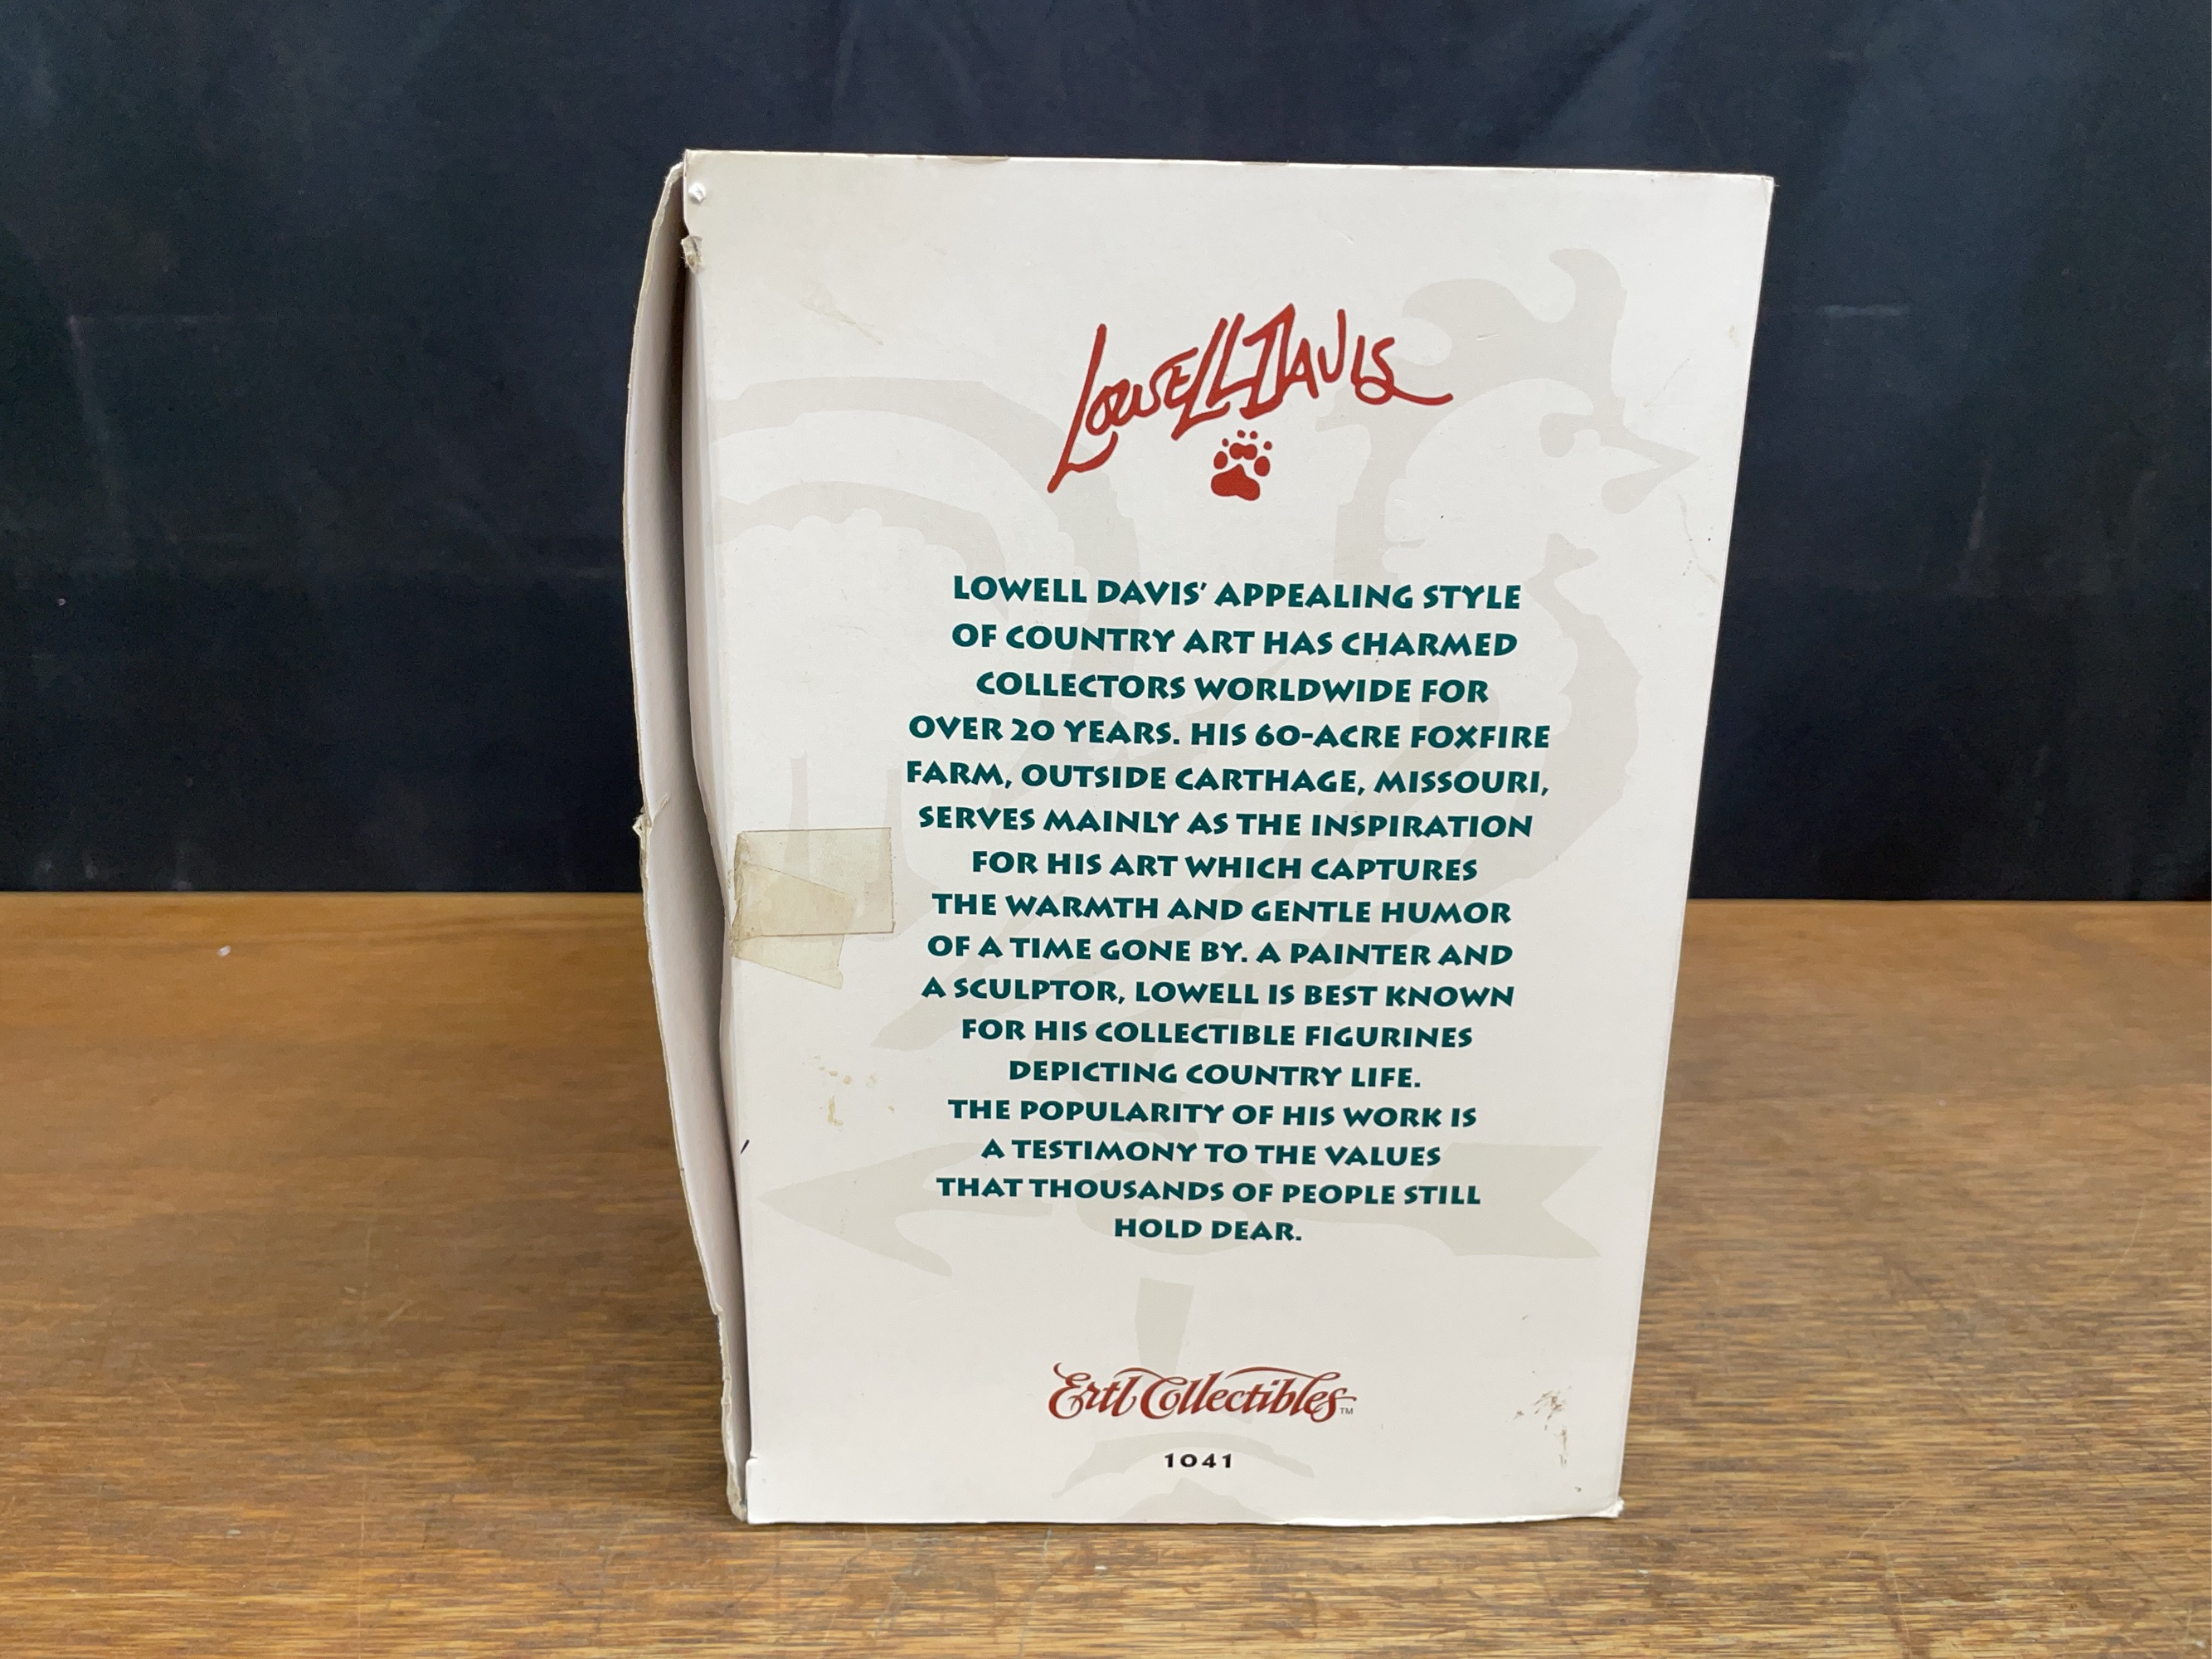 Lowell Davis
LOWELL DAVIS' APPEALING STYLE
OF COUNTRY ART HAS CHARMED
COLLECTORS WORLDWIDE FOR
OVER 20 YEARS. HIS 60-ACRE FOXFIRE
FARM, OUTSIDE CARTHAGE, MISSOURI,
SERVES MAINLY AS THE INSPIRATION
FOR HIS ART WHICH CAPTURES
THE WARMTH AND GENTLE HUMOR
OF A TIME GONE BY. A PAINTER AND
A SCULPTOR, LOWELL IS BEST KNOWN
FOR HIS COLLECTIBLE FIGURINES
DEPICTING COUNTRY LIFE.
THE POPULARITY OF HIS WORK IS
A TESTIMONY TO THE VALUES
THAT THOUSANDS OF PEOPLE STILL
HOLD DEAR.
Ertl Collectibles™
1041